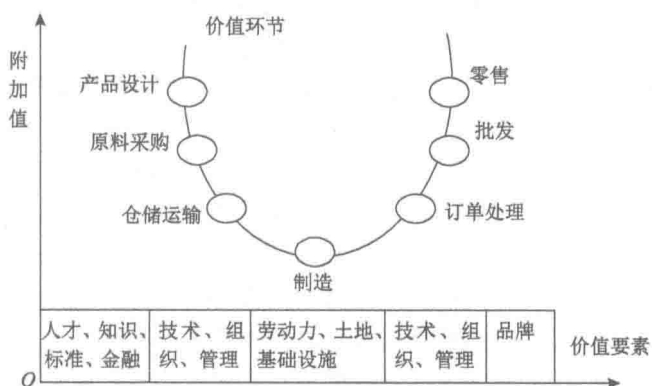 价值环节
附
加
值
产品设计
零售
原料采购
批发
仓储运输
订单处理
制造
人才、知识、
标准、金融
技术、组
织、管理
劳动力、土地、
基础设施
技术、组
织、管理
品牌
价值要素
O